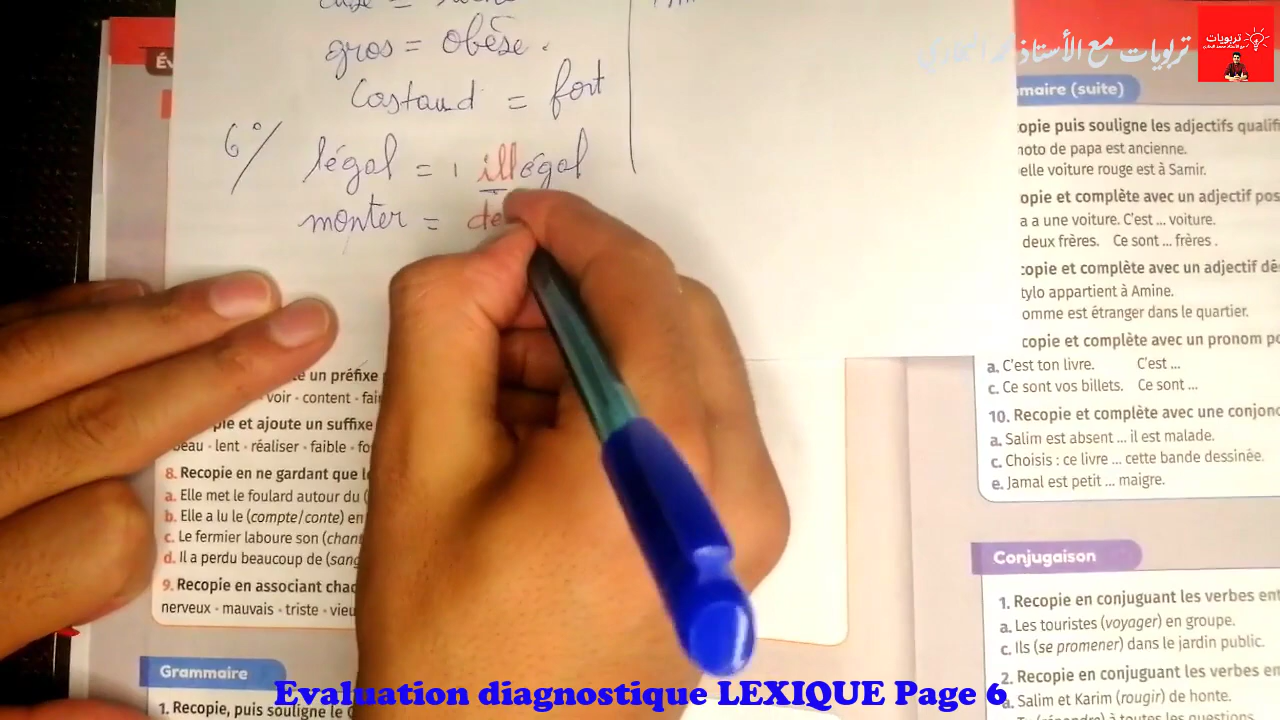 gros = obèse.
Costaud = fort
6°/ légal = illégal
monter = de
تربويات مع الأستاذ
تربويات
un préfixe
voir • content • fai
pie et ajoute un suffixe
beau • lent • réaliser • faible • fo
8. Recopie en ne gardant que le
a. Elle met le foulard autour du (
b. Elle a lu le (compte/conte) en
c. Le fermier laboure son (chan
d. Il a perdu beaucoup de (sang
9. Recopie en associant chac
nerveux • mauvais • triste • vieu
Grammaire
1. Recopie, puis souligne le
maire (suite)
copie puis souligne les adjectifs qualifi
hoto de papa est ancienne.
elle voiture rouge est à Samir.
opie et complète avec un adjectif pos
a a une voiture. C'est ... voiture.
deux frères. Ce sont ... frères .
copie et complète avec un adjectif dé
tylo appartient à Amine.
omme est étranger dans le quartier.
copie et complète avec un pronom po
a. C'est ton livre. C'est ...
c. Ce sont vos billets. Ce sont ...
10. Recopie et complète avec une conjonc
a. Salim est absent ... il est malade.
c. Choisis : ce livre ... cette bande dessinée.
e. Jamal est petit ... maigre.
Conjugaison
1. Recopie en conjuguant les verbes ent
a. Les touristes (voyager) en groupe.
c. Ils (se promener) dans le jardin public.
2. Recopie en conjuguant les verbes en
a. Salim et Karim (rougir) de honte.
Evaluation diagnostique LEXIQUE Page 6